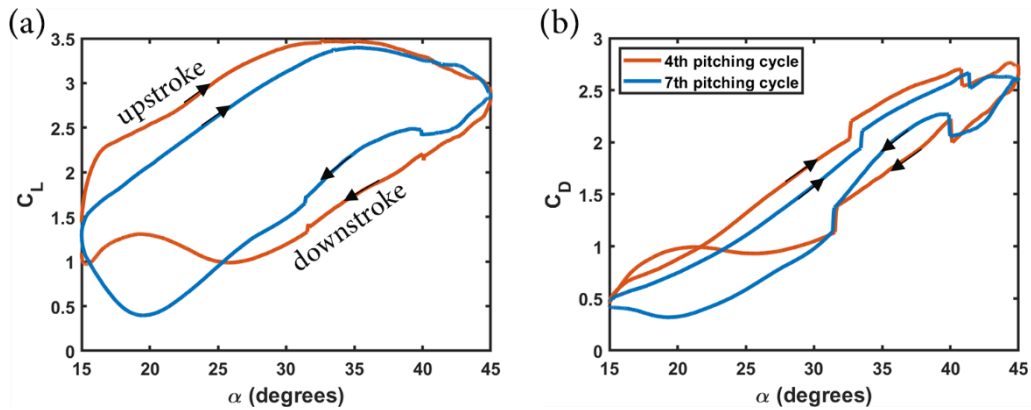 (a)
3.5
3
2.5
2
1.5
1
0.5
0
C_L
upstroke
downstroke
15 20 25 30 35 40 45
α (degrees)
(b)
3
2.5
2
1.5
1
0.5
0
C_D
4th pitching cycle
7th pitching cycle
15 20 25 30 35 40 45
α (degrees)